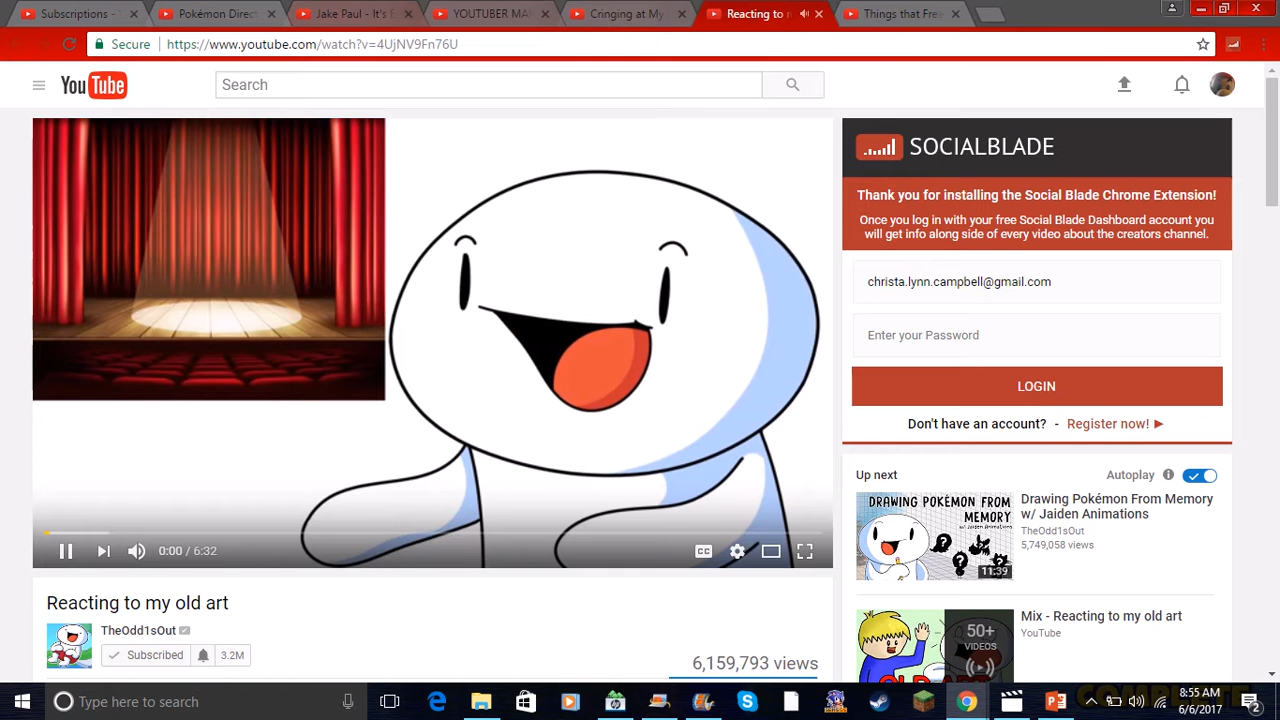 Subscriptions - Y
Pokémon Direct
Jake Paul - It's E
YOUTUBER MA
Cringing at My
Reacting to m
Things that Free
Secure
https://www.youtube.com/watch?v=4UjNV9Fn76U
YouTube
Search
SOCIALBLADE
Thank you for installing the Social Blade Chrome Extension!
Once you log in with your free Social Blade Dashboard account you
will get info along side of every video about the creators channel.
christa.lynn.campbell@gmail.com
Enter your Password
LOGIN
Don't have an account? - Register now! ►
0:00 / 6:32
CC
Up next
Autoplay
DRAWING POKÉMON FROM
MEMORY
w/ Jaiden Animations
11:39
Drawing Pokémon From Memory
w/ Jaiden Animations
TheOdd1sOut
5,749,058 views
Reacting to my old art
TheOdd1sOut
Subscribed
3.2M
6,159,793 views
50+
VIDEOS
Mix - Reacting to my old art
YouTube
Type here to search
8:55 AM
6/6/2017
2